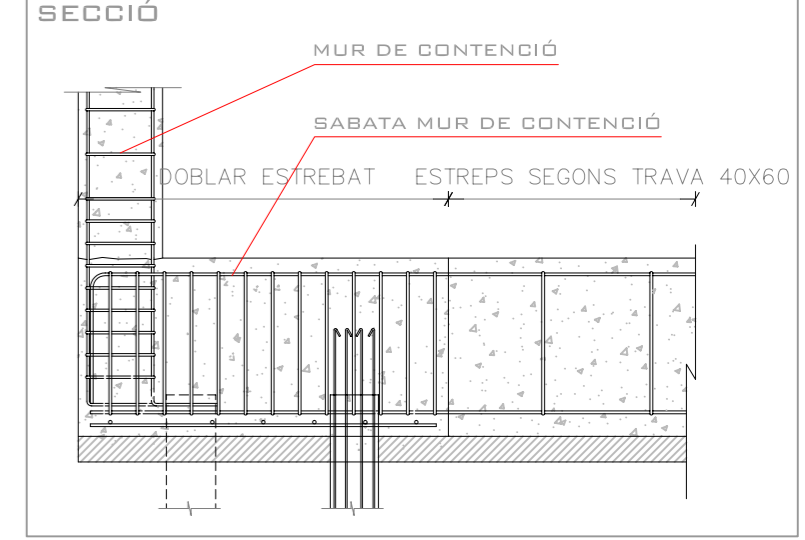 SECCIÓ
MUR DE CONTENCIÓ
SABATA MUR DE CONTENCIÓ
DOBLAR ESTREBAT ESTREPS SEGONS TRAVA 40X60